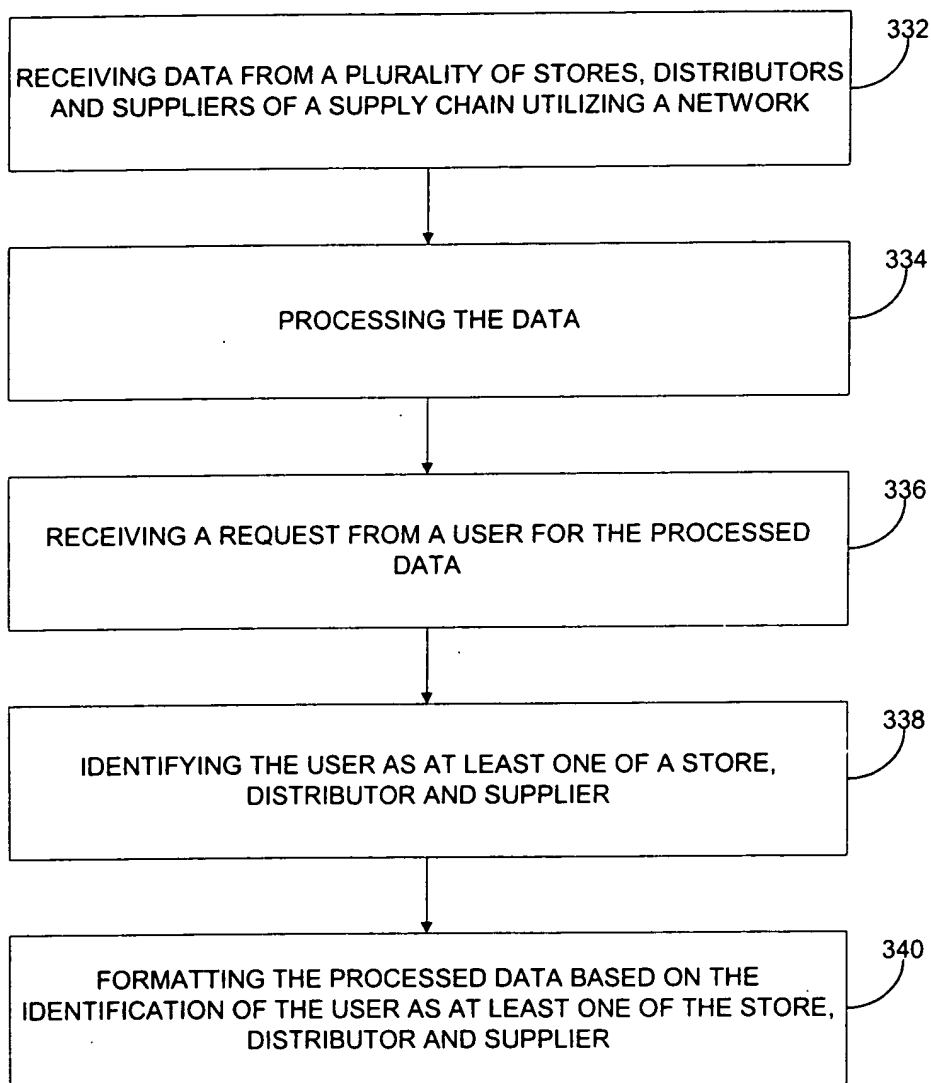 332
RECEIVING DATA FROM A PLURALITY OF STORES, DISTRIBUTORS
AND SUPPLIERS OF A SUPPLY CHAIN UTILIZING A NETWORK
334
PROCESSING THE DATA
336
RECEIVING A REQUEST FROM A USER FOR THE PROCESSED
DATA
338
IDENTIFYING THE USER AS AT LEAST ONE OF A STORE,
DISTRIBUTOR AND SUPPLIER
340
FORMATTING THE PROCESSED DATA BASED ON THE
IDENTIFICATION OF THE USER AS AT LEAST ONE OF THE STORE,
DISTRIBUTOR AND SUPPLIER